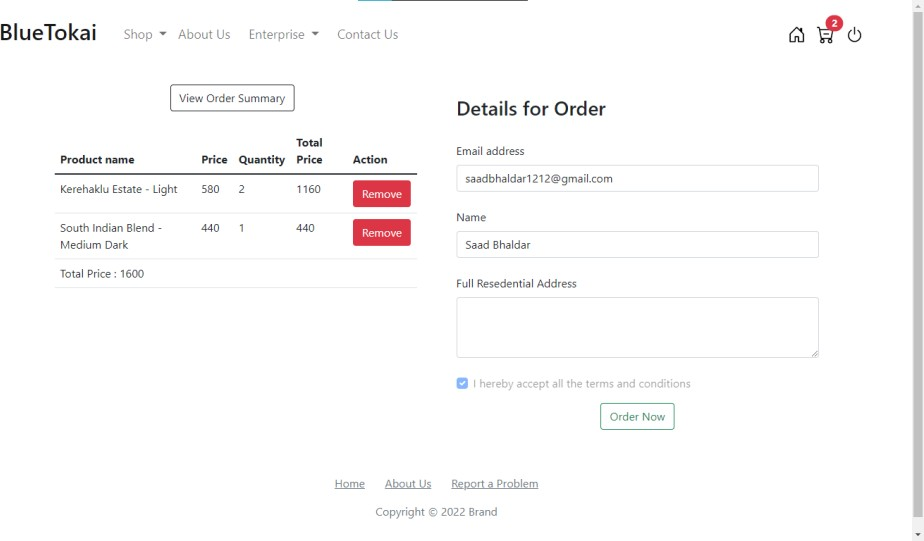 BlueTokai
Shop
About Us
Enterprise
Contact Us
2
View Order Summary
Product name Price Quantity Total Price Action
Kerehaklu Estate - Light 580 2 1160 Remove
South Indian Blend - 440 1 440 Remove
Medium Dark
Total Price : 1600
Details for Order
Email address
saadbhaldar1212@gmail.com
Name
Saad Bhaldar
Full Resedential Address
I hereby accept all the terms and conditions
Order Now
Home About Us Report a Problem
Copyright © 2022 Brand